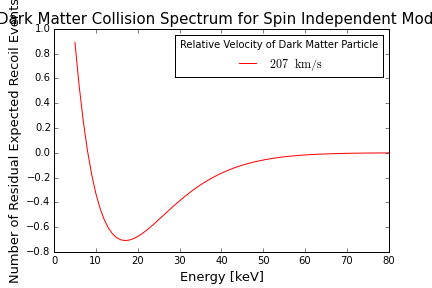 Dark Matter Collision Spectrum for Spin Independent Mod
Number of Residual Expected Recoil Events
1.0
0.8
0.6
0.4
0.2
0.0
−0.2
−0.4
−0.6
−0.8
Relative Velocity of Dark Matter Particle
207 km/s
0 10 20 30 40 50 60 70 80
Energy [keV]